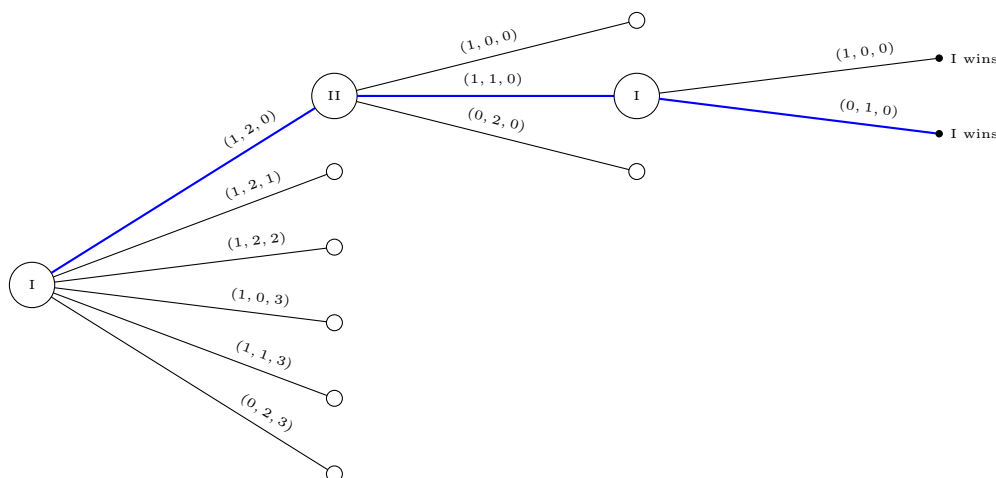 (1, 0, 0)
(1, 0, 0)
I wins
II
(1, 1, 0)
I
(1, 2, 0)
(0, 2, 0)
(0, 1, 0)
I wins
(1, 2, 1)
(1, 2, 2)
I
(1, 0, 3)
(1, 1, 3)
(0, 2, 3)